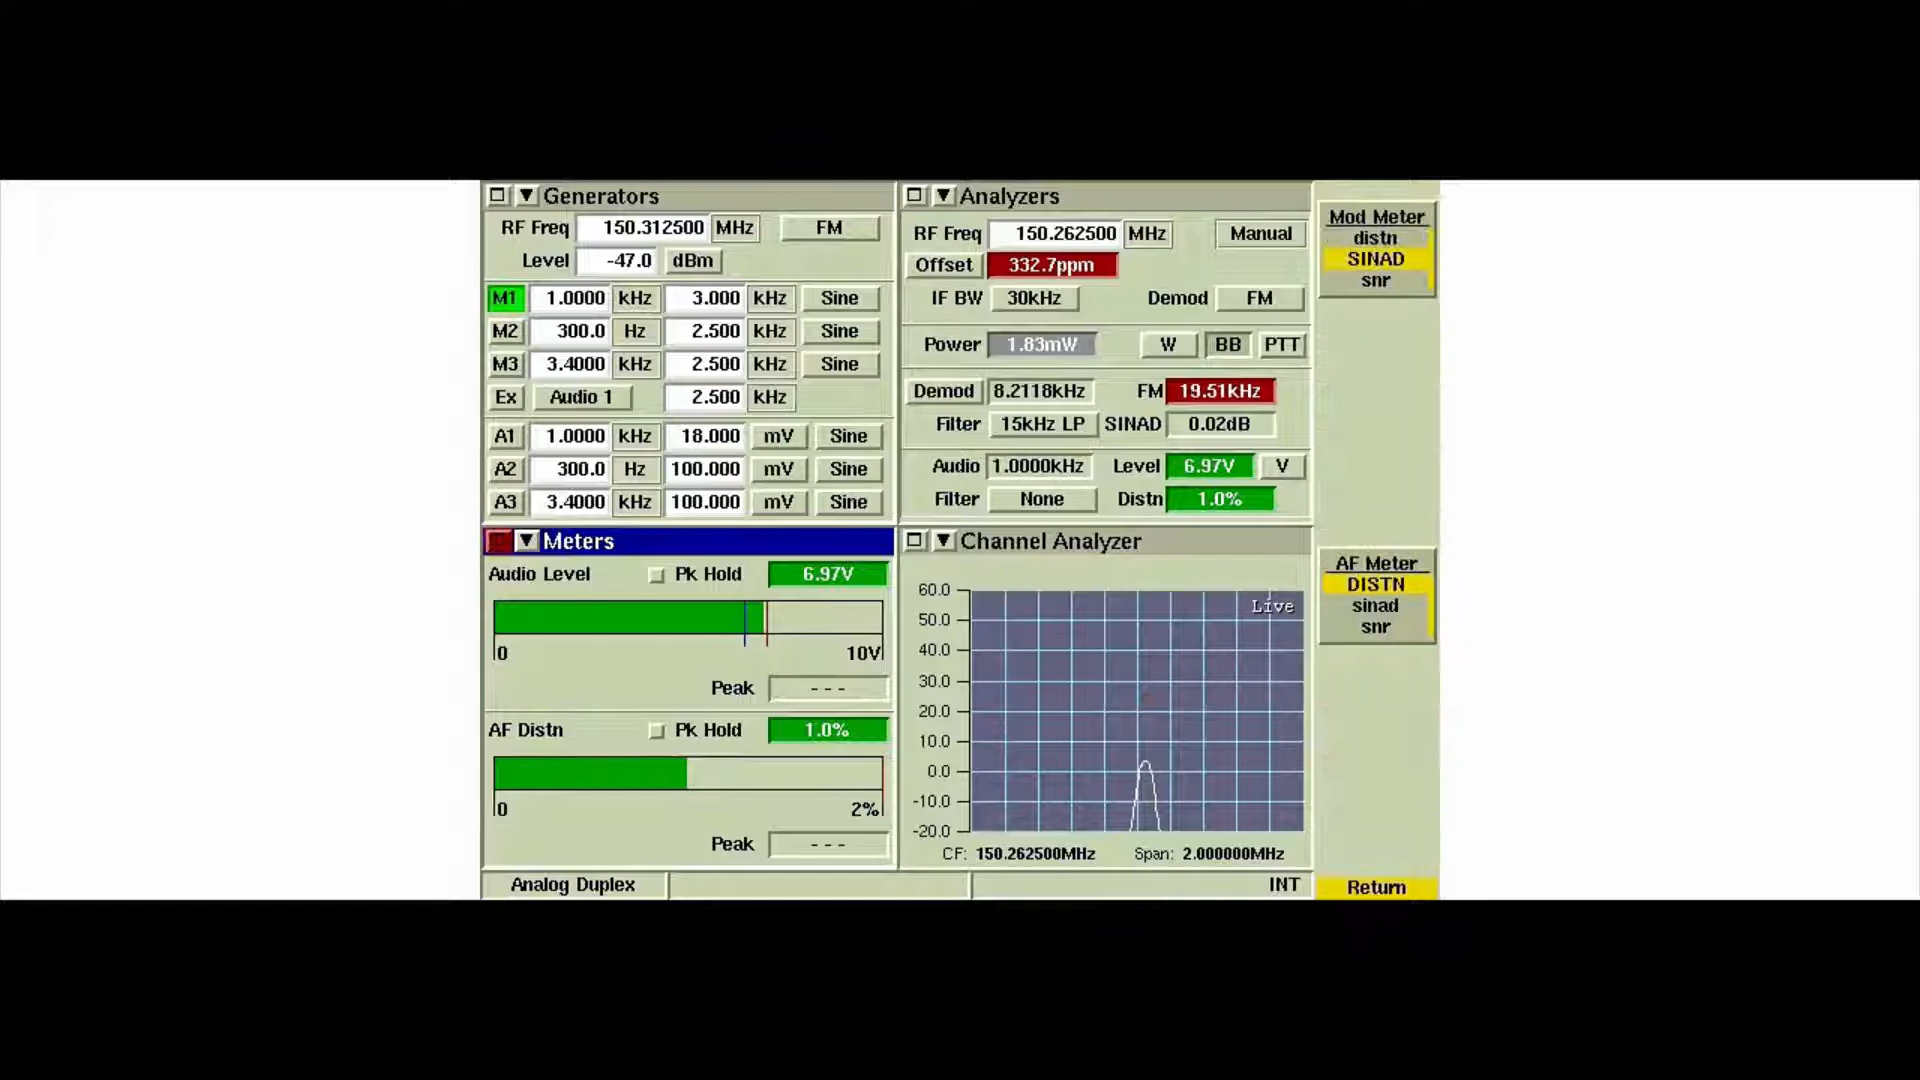 Generators
RF Freq 150.312500 MHz FM
Level -47.0 dBm
M1 1.0000 kHz 3.000 kHz Sine
M2 300.0 Hz 2.500 kHz Sine
M3 3.4000 kHz 2.500 kHz Sine
Ex Audio 1 2.500 kHz
A1 1.0000 kHz 18.000 mV Sine
A2 300.0 Hz 100.000 mV Sine
A3 3.4000 kHz 100.000 mV Sine
Analyzers
RF Freq 150.262500 MHz Manual
Offset 332.7ppm
IF BW 30kHz Demod FM
Power 1.83mW W BB PTT
Demod 8.2118kHz FM 19.51kHz
Filter 15kHz LP SINAD 0.02dB
Audio 1.0000kHz Level 6.97V V
Filter None Distn 1.0%
Mod Meter
distn
SINAD
snr
Meters
Audio Level Pk Hold 6.97V
0 10V
Peak - - -
AF Distn Pk Hold 1.0%
0 2%
Peak - - -
Channel Analyzer
Live
60.0
50.0
40.0
30.0
20.0
10.0
0.0
-10.0
-20.0
CF: 150.262500MHz Span: 2.000000MHz
AF Meter
DISTN
sinad
snr
Analog Duplex INT Return